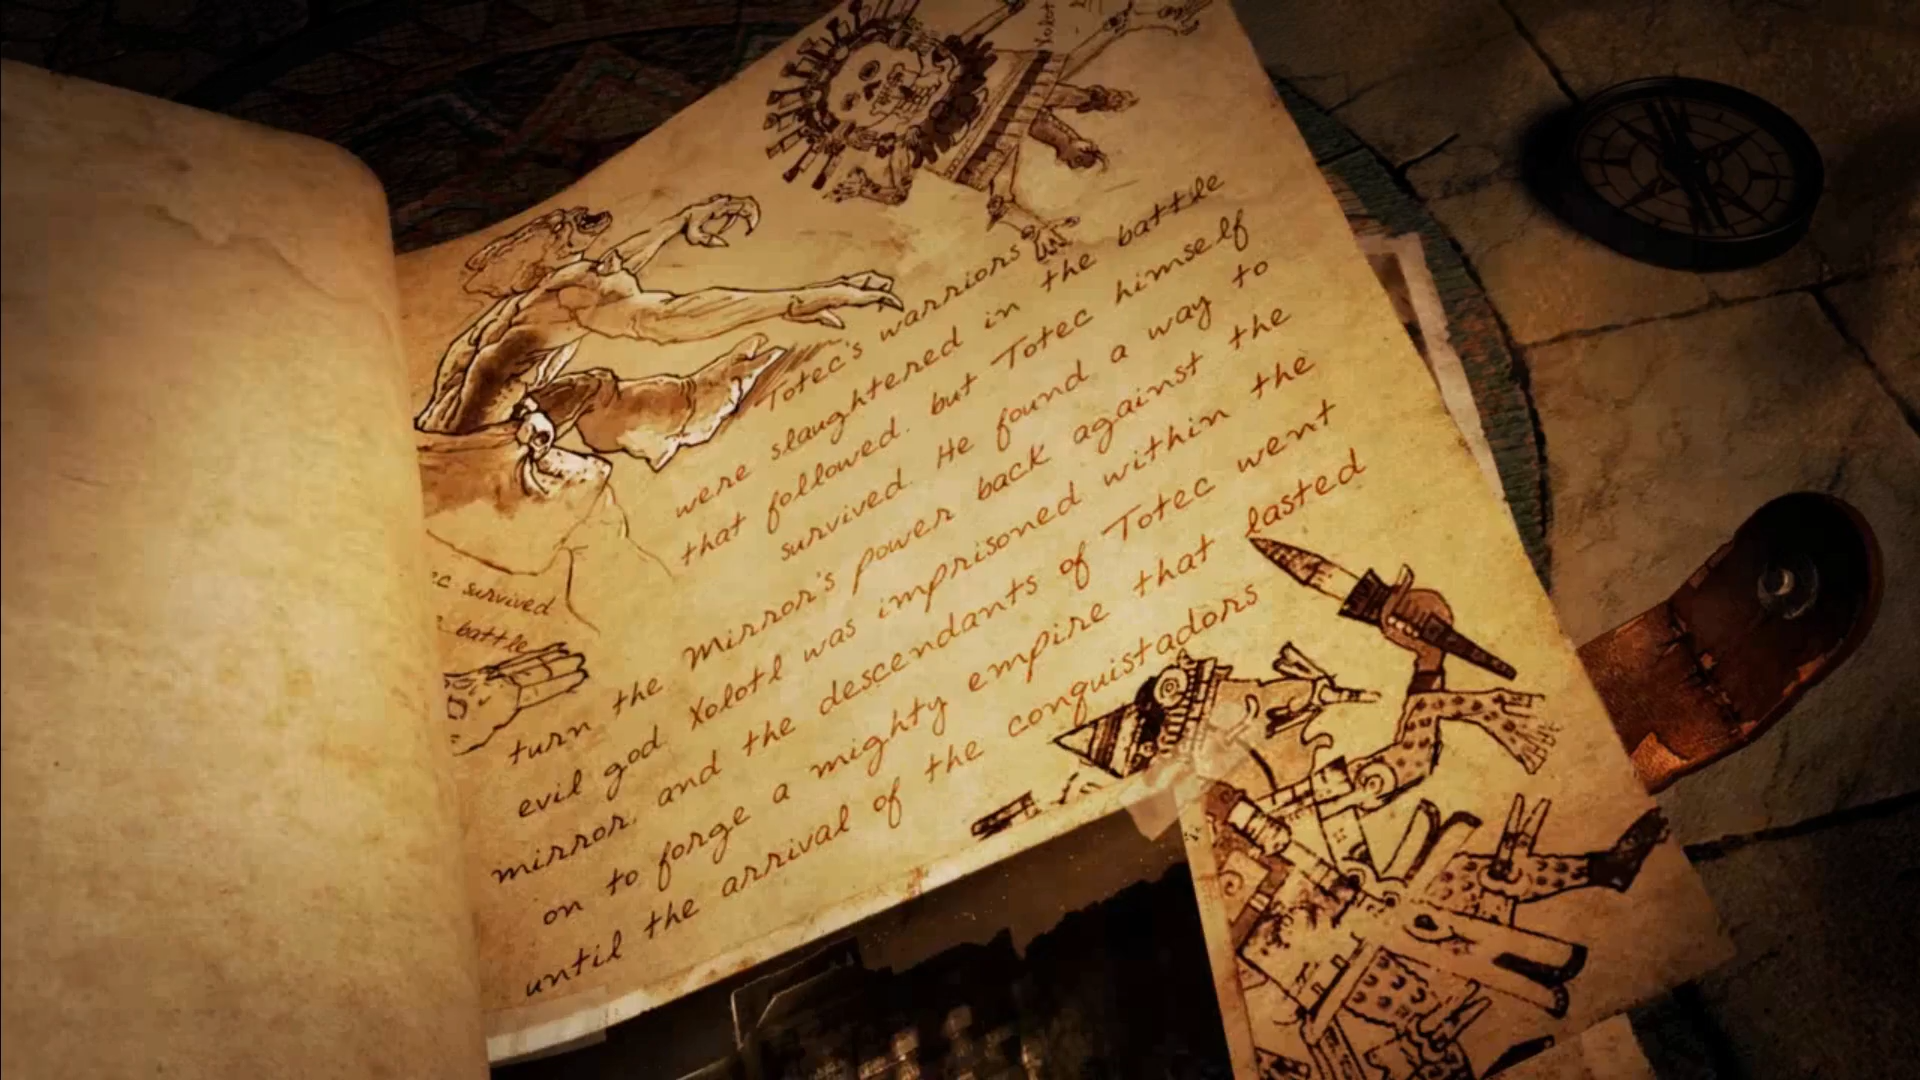 Xolotl
Totec's warriors
were slaughtered in the battle
that followed. but Totec himself
survived. He found a way to
turn the Mirror's power back against the
evil god. Xolotl was imprisoned within the
mirror. and the descendants of Totec went
on to forge a mighty empire that lasted
until the arrival of the conquistadors
survived
battle